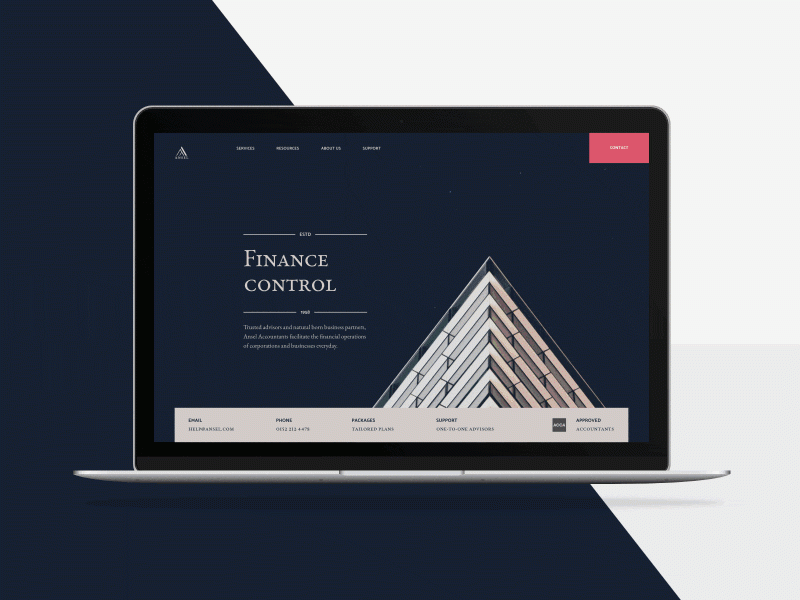 ANSEL
SERVICES RESOURCES ABOUT US SUPPORT CONTACT
ESTD
FINANCE
CONTROL
1968
Trusted advisors and natural born business partners,
Ansel Accountants facilitate the financial operations
of corporations and businesses everyday.
EMAIL PHONE PACKAGES SUPPORT ACCA APPROVED
HELP@ANSEL.COM 0152 252 4478 TAILORED PLANS ONE-TO-ONE ADVISORS ACCOUNTANTS